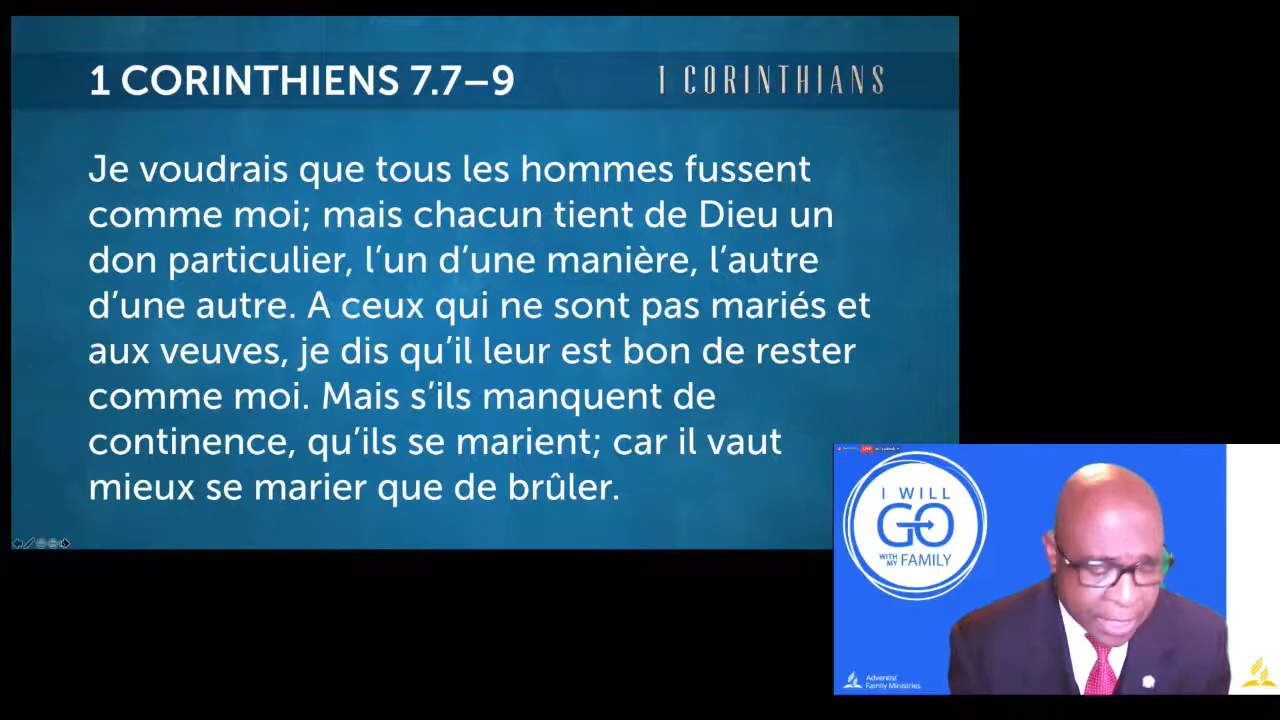 1 CORINTHIENS 7.7–9
1 CORINTHIANS
Je voudrais que tous les hommes fussent
comme moi; mais chacun tient de Dieu un
don particulier, l’un d’une manière, l’autre
d’une autre. A ceux qui ne sont pas mariés et
aux veuves, je dis qu’il leur est bon de rester
comme moi. Mais s’ils manquent de
continence, qu’ils se marient; car il vaut
mieux se marier que de brûler.
I WILL
GO
WITH MY FAMILY
Adventist
Family Ministries